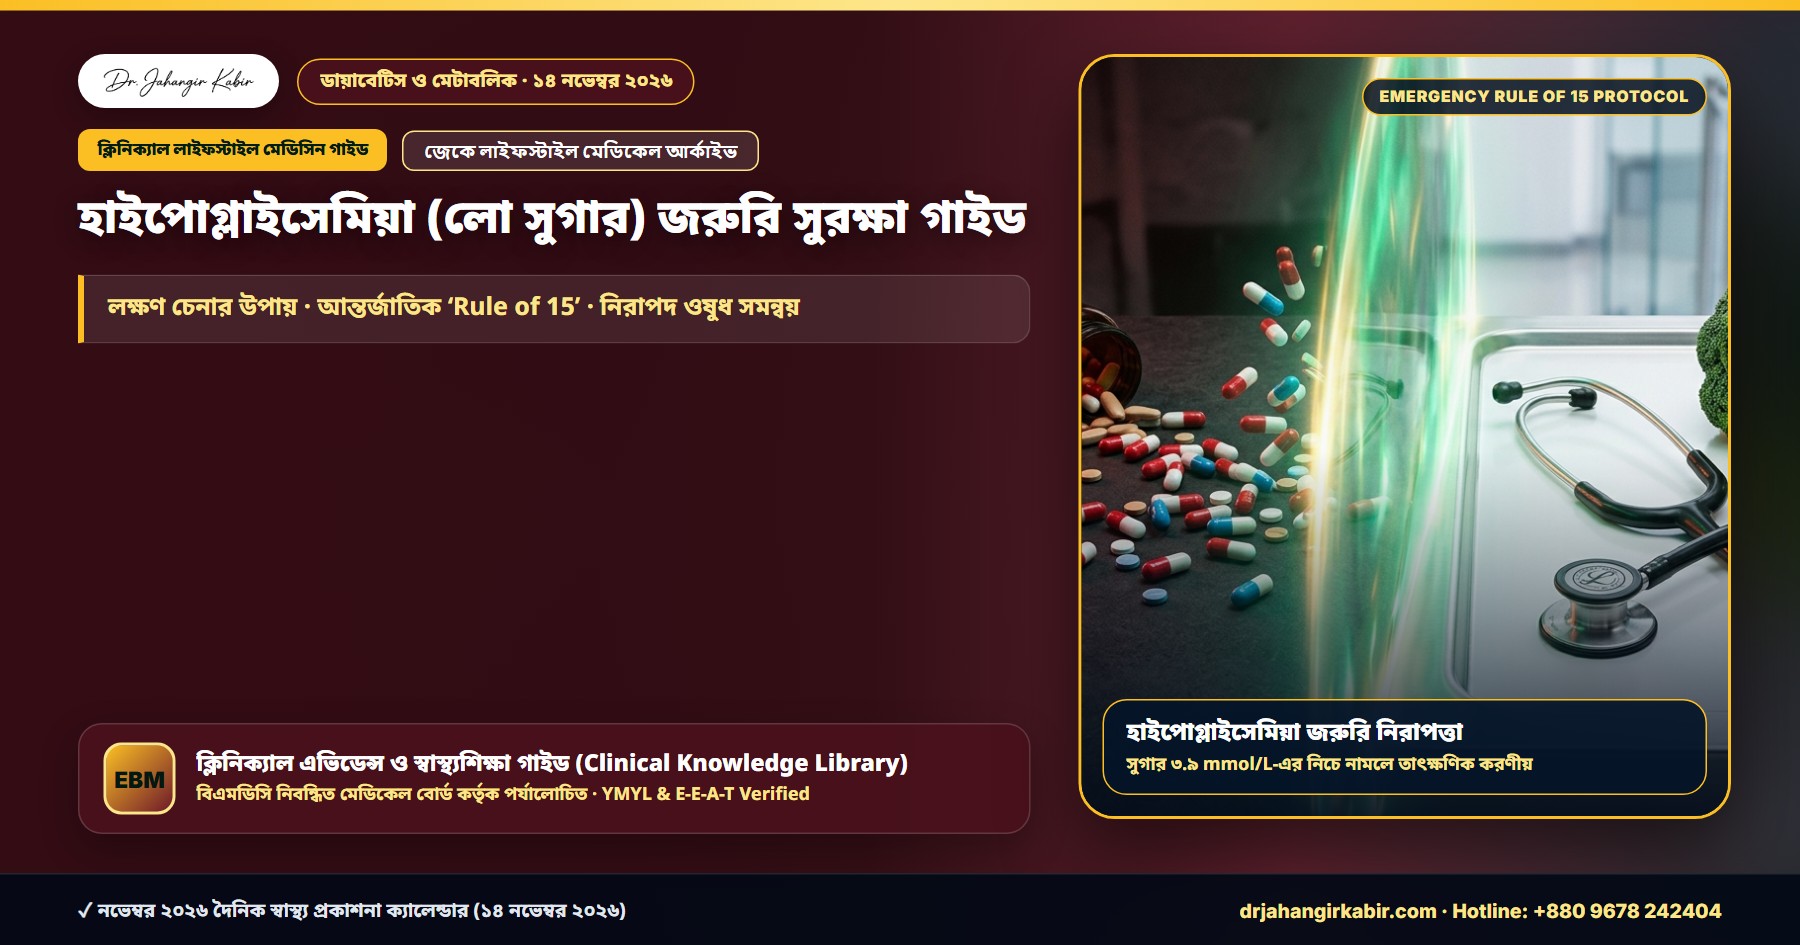 Dr. Jahangir Kabir
ডায়াবেটিস ও মেটাবলিক · ১৪ নভেম্বর ২০২৬
ক্লিনিক্যাল লাইফস্টাইল মেডিসিন গাইড
জেকে লাইফস্টাইল মেডিকেল আর্কাইভ
হাইপোগ্লাইসেমিয়া (লো সুগার) জরুরি সুরক্ষা গাইড
লক্ষণ চেনার উপায় · আন্তর্জাতিক ‘Rule of 15’ · নিরাপদ ওষুধ সমন্বয়
EBM
ক্লিনিক্যাল এভিডেন্স ও স্বাস্থ্যশিক্ষা গাইড (Clinical Knowledge Library)
বিএমডিসি নিবন্ধিত মেডিকেল বোর্ড কর্তৃক পর্যালোচিত · YMYL & E-E-A-T Verified
EMERGENCY RULE OF 15 PROTOCOL
হাইপোগ্লাইসেমিয়া জরুরি নিরাপত্তা
সুগার ৩.৯ mmol/L-এর নিচে নামলে তাৎক্ষণিক করণীয়
✓ নভেম্বর ২০২৬ দৈনিক স্বাস্থ্য প্রকাশনা ক্যালেন্ডার (১৪ নভেম্বর ২০২৬)
drjahangirkabir.com · Hotline: +880 9678 242404